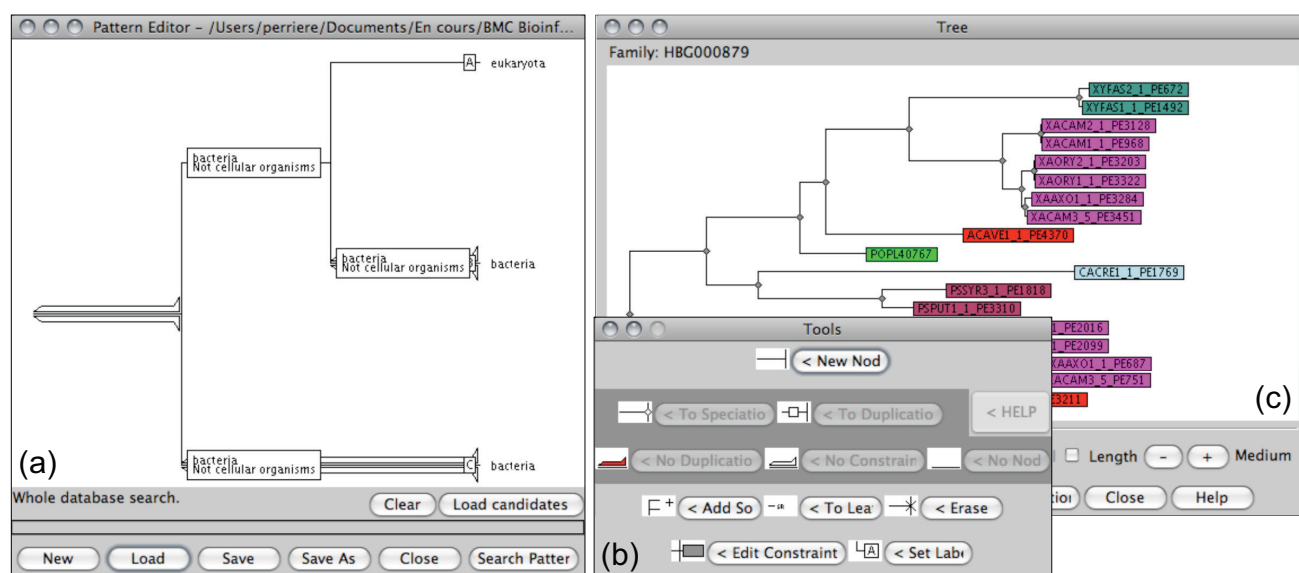 Pattern Editor – /Users/perriere/Documents/En cours/BMC Bioinf...
A
eukaryota
bacteria
Not cellular organisms
bacteria
Not cellular organisms
B
bacteria
(a)
bacteria
Not cellular organisms
C
bacteria
Whole database search.
Clear
Load candidates
New
Load
Save
Save As
Close
Search Patter
Tree
Family: HBG000879
XYFAS2_1_PE672
XYFAS1_1_PE1492
XACAM2_1_PE3128
XACAM1_1_PE968
XAORY2_1_PE3203
XAORY1_1_PE3322
XAAXO1_1_PE3284
XACAM3_5_PE3451
ACAVE1_1_PE4370
POPL40767
CACRE1_1_PE1769
PSSYR3_1_PE1818
PSPUT1_1_PE3310
1_PE2016
1_PE2099
XAAXO1_1_PE687
XACAM3_5_PE751
PE3211
(c)
Length
-
+
Medium
Close
Help
Tools
< New Nod
< To Speciatio
< To Duplicatio
< HELP
< No Duplicatio
< No Constrain
< No Nod
+
< Add So
< To Lea
< Erase
(b)
< Edit Constraint
A
< Set Labe